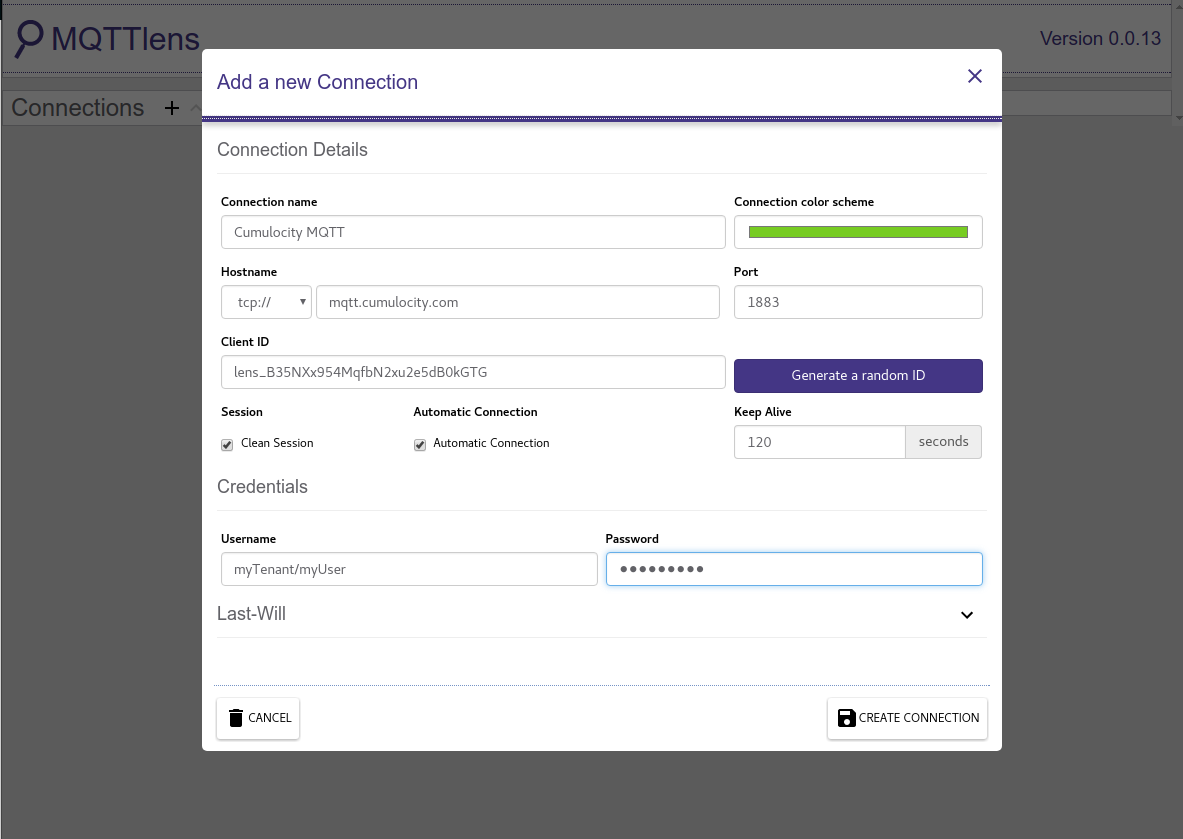 MQTTlens
Version 0.0.13
Connections +
Add a new Connection
Connection Details
Connection name
Connection color scheme
Cumulocity MQTT
Hostname
Port
tcp://
mqtt.cumulocity.com
1883
Client ID
lens_B35NXx954MqfbN2xu2e5dB0kGTG
Generate a random ID
Session
Automatic Connection
Keep Alive
Clean Session
Automatic Connection
120
seconds
Credentials
Username
Password
myTenant/myUser
●●●●●●●●●
Last-Will
CANCEL
CREATE CONNECTION